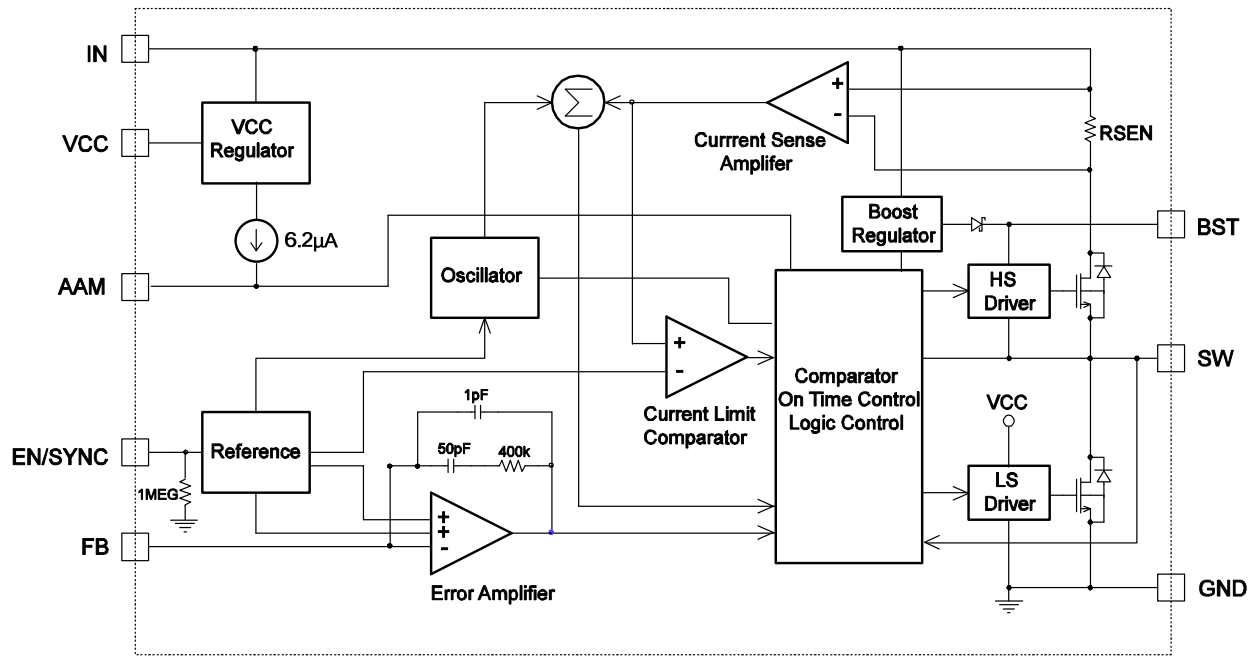 IN
VCC
Regulator
VCC
6.2µA
AAM
Oscillator
Σ
+
-
Currrent Sense
Amplifer
RSEN
Boost
Regulator
BST
HS
Driver
SW
+
-
Current Limit
Comparator
Comparator
On Time Control
Logic Control
VCC
LS
Driver
GND
EN/SYNC
1MEG
Reference
1pF
50pF
400k
FB
+
+
-
Error Amplifier